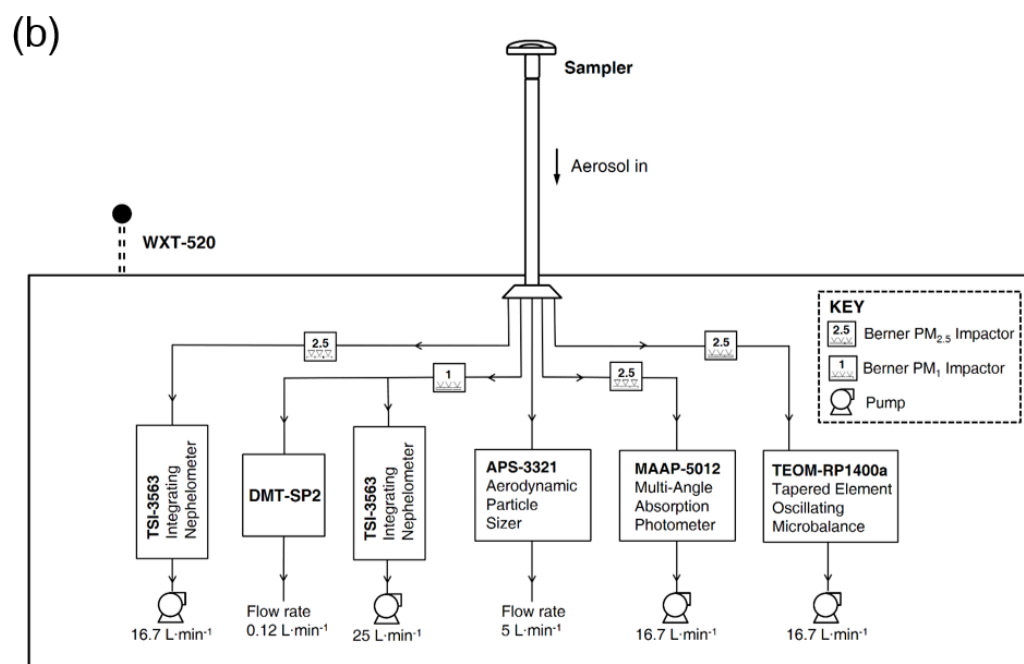 (b)
Sampler
Aerosol in
WXT-520
KEY
2.5 Berner PM₂.₅ Impactor
1 Berner PM₁ Impactor
Pump
2.5
2.5
1
2.5
TSI-3563
Integrating
Nephelometer
DMT-SP2
TSI-3563
Integrating
Nephelometer
APS-3321
Aerodynamic
Particle
Sizer
MAAP-5012
Multi-Angle
Absorption
Photometer
TEOM-RP1400a
Tapered Element
Oscillating
Microbalance
16.7 L·min⁻¹
Flow rate
0.12 L·min⁻¹
25 L·min⁻¹
Flow rate
5 L·min⁻¹
16.7 L·min⁻¹
16.7 L·min⁻¹